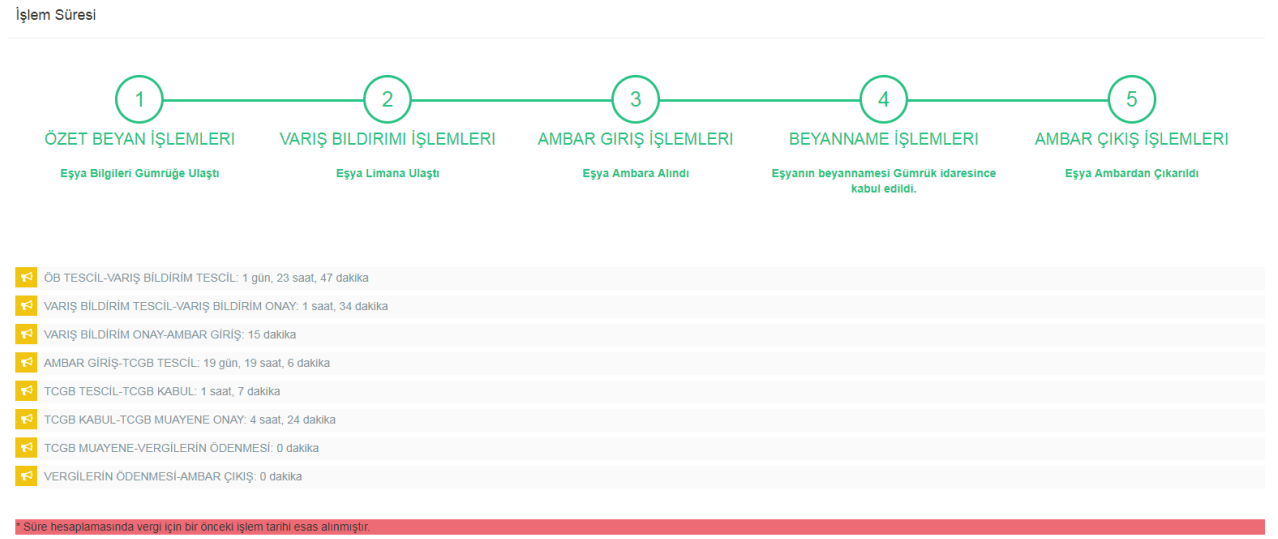 İşlem Süresi
1 2 3 4 5
ÖZET BEYAN İŞLEMLERI VARIŞ BILDIRIMI İŞLEMLERI AMBAR GIRIŞ İŞLEMLERI BEYANNAME İŞLEMLERI AMBAR ÇIKIŞ İŞLEMLERI
Eşya Bilgileri Gümrüğe Ulaştı Eşya Limana Ulaştı Eşya Ambara Alındı Eşyanın beyannamesi Gümrük idaresince Eşya Ambardan Çıkarıldı
kabul edildi.
ÖB TESCİL-VARIŞ BİLDİRİM TESCİL: 1 gün, 23 saat, 47 dakika
VARIŞ BİLDİRİM TESCİL-VARIŞ BİLDİRİM ONAY: 1 saat, 34 dakika
VARIŞ BİLDİRİM ONAY-AMBAR GİRİŞ: 15 dakika
AMBAR GİRİŞ-TCGB TESCİL: 19 gün, 19 saat, 6 dakika
TCGB TESCİL-TCGB KABUL: 1 saat, 7 dakika
TCGB KABUL-TCGB MUAYENE ONAY: 4 saat, 24 dakika
TCGB MUAYENE-VERGİLERİN ÖDENMESİ: 0 dakika
VERGİLERİN ÖDENMESİ-AMBAR ÇIKIŞ: 0 dakika
* Süre hesaplamasında vergi için bir önceki işlem tarihi esas alınmıştır.